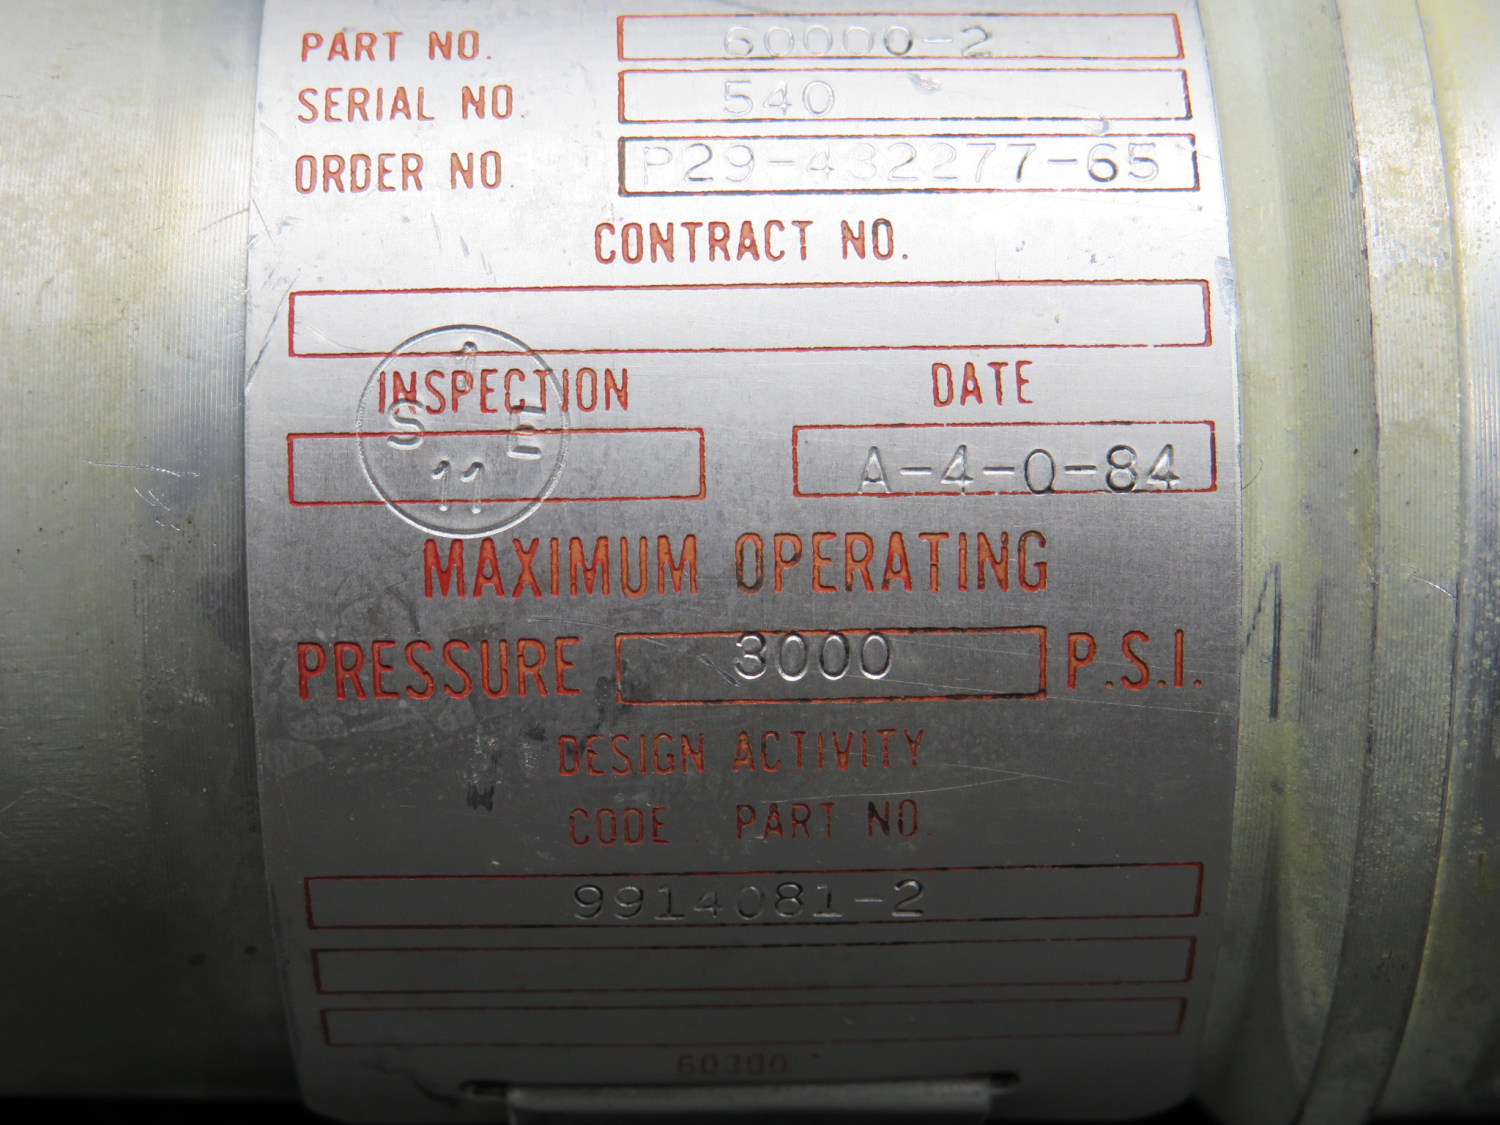 PART NO. 60000-2
SERIAL NO. 540
ORDER NO. P29-432277-65
CONTRACT NO.
INSPECTION DATE
1
S E
11
A-4-Q-84
MAXIMUM OPERATING
PRESSURE 3000 P.S.I.
DESIGN ACTIVITY
CODE PART NO.
9914081-2
60300